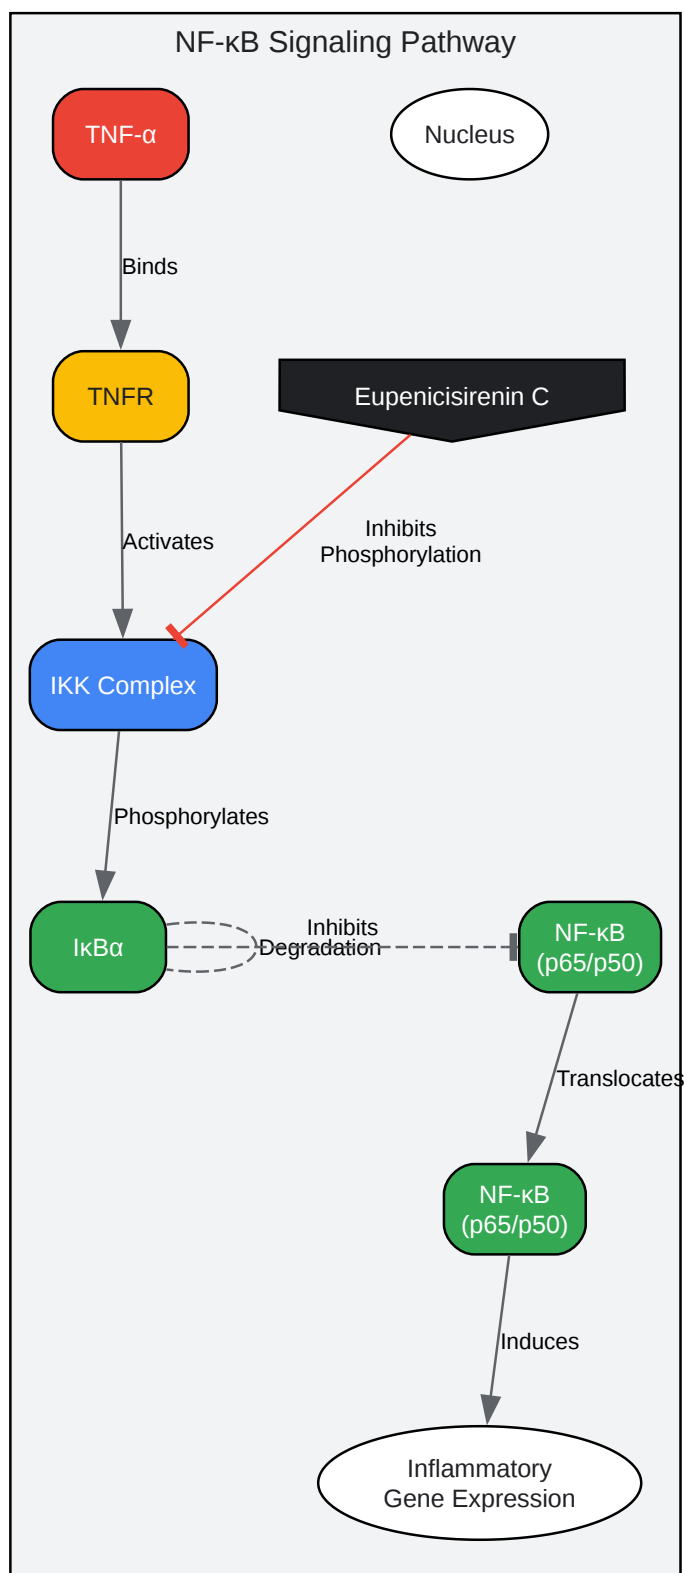 NF-κB Signaling Pathway
TNF-α
Nucleus
Binds
TNFR
Eupenicisirenin C
Activates
Inhibits
Phosphorylation
IKK Complex
Phosphorylates
IκBα
Inhibits
Degradation
NF-κB
(p65/p50)
Translocates
NF-κB
(p65/p50)
Induces
Inflammatory
Gene Expression